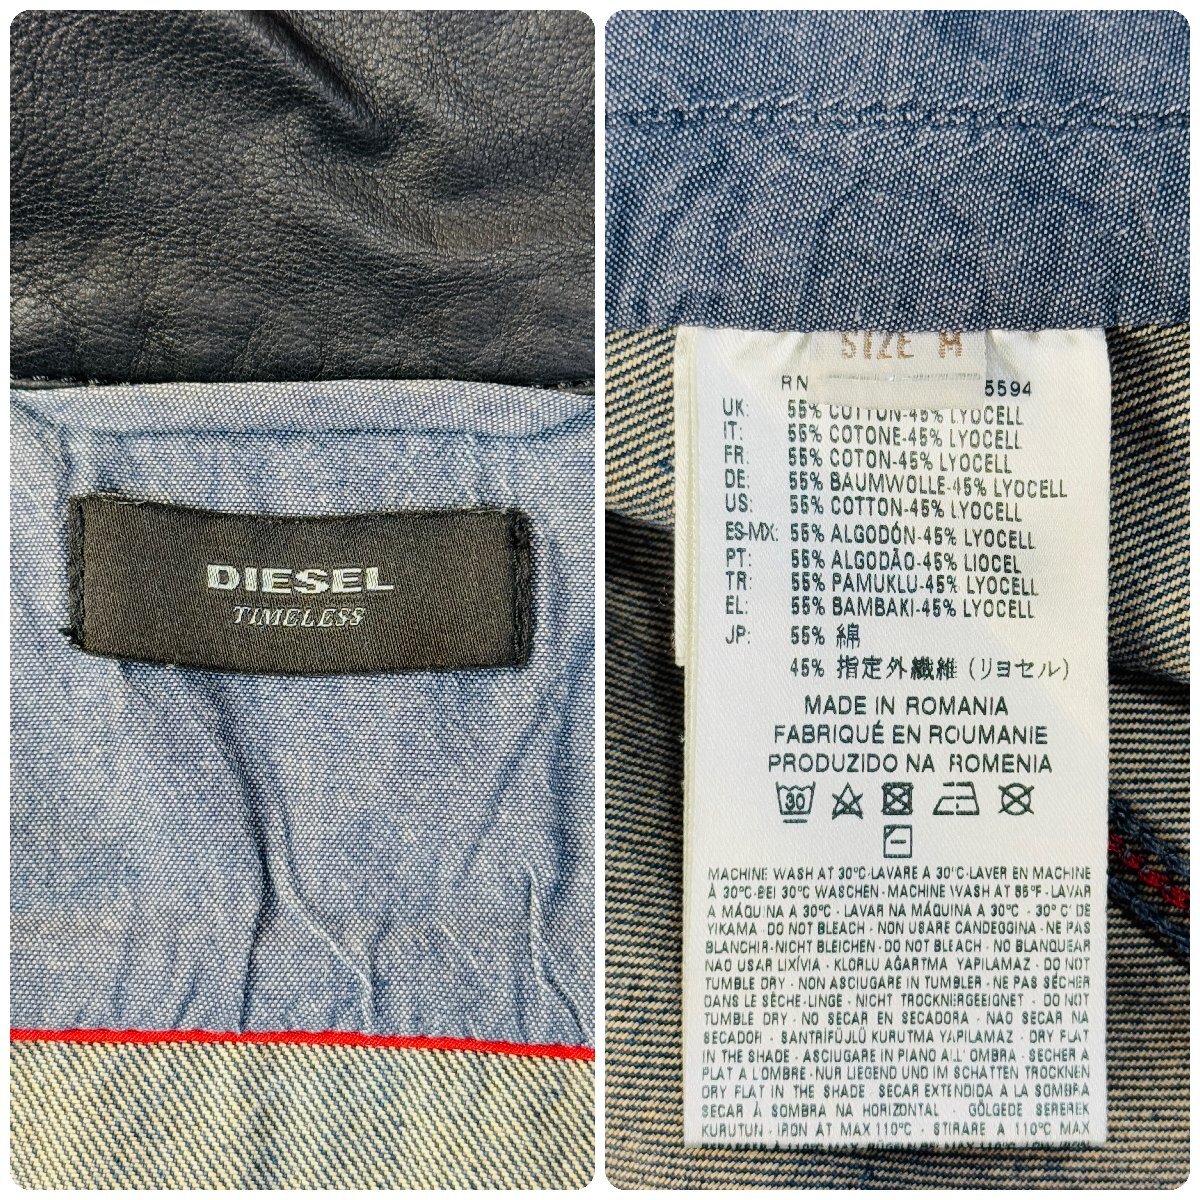 DIESEL
TIMELESS
SIZE M
RN 5594
UK: 55% COTTON-45% LYOCELL
IT: 55% COTONE-45% LYOCELL
FR: 55% COTON-45% LYOCELL
DE: 55% BAUMWOLLE-45% LYOCELL
US: 55% COTTON-45% LYOCELL
ES-MX: 55% ALGODÓN-45% LYOCELL
PT: 55% ALGODÃO-45% LIOCEL
TR: 55% PAMUKLU-45% LYOCELL
EL: 55% BAMBAKI-45% LYOCELL
JP: 55% 綿
45% 指定外繊維 (リヨセル)
MADE IN ROMANIA
FABRIQUÉ EN ROUMANIE
PRODUZIDO NA ROMENIA
30
MACHINE WASH AT 30°C·LAVARE A 30°C·LAVER EN MACHINE
À 30°C·BEI 30°C WASCHEN·MACHINE WASH AT 85°F·LAVAR
A MÁQUINA A 30°C · LAVAR NA MÁQUINA A 30°C · 30° C' DE
YIKAMA · DO NOT BLEACH · NON USARE CANDEGGINA · NE PAS
BLANCHIR·NICHT BLEICHEN · DO NOT BLEACH · NO BLANQUEAR
NAO USAR LIXÍVIA · KLORLU AĞARTMA YAPILAMAZ · DO NOT
TUMBLE DRY · NON ASCIUGARE IN TUMBLER · NE PAS SÉCHER
DANS LE SÈCHE-LINGE · NICHT TROCKNERGEEIGNET · DO NOT
TUMBLE DRY · NO SECAR EN SECADORA · NAO SECAR NA
SECADOR · SANTRIFÜJLÜ KURUTMA YAPILAMAZ · DRY FLAT
IN THE SHADE · ASCIUGARE IN PIANO ALL' OMBRA · SÉCHER À
PLAT A L'OMBRE · NUR LIEGEND UND IM SCHATTEN TROCKNEN
DRY FLAT IN THE SHADE · SECAR EXTENDIDA A LA SOMBRA
SECAR À SOMBRA NA HORIZONTAL · GÖLGEDE SEREREK
KURUTUN · IRON AT MAX 110°C · STIRARE A 110°C MAX